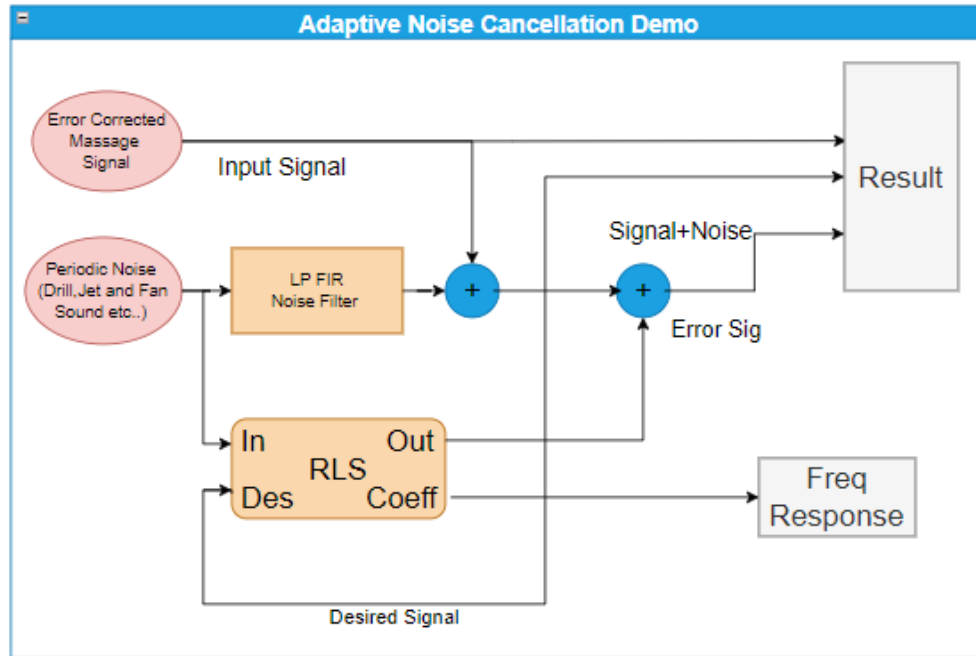 Adaptive Noise Cancellation Demo
Error Corrected
Massage
Signal
Input Signal
Result
Periodic Noise
(Drill,Jet and Fan
Sound etc..)
LP FIR
Noise Filter
+
+
Signal+Noise
Error Sig
In
Out
RLS
Des
Coeff
Freq
Response
Desired Signal